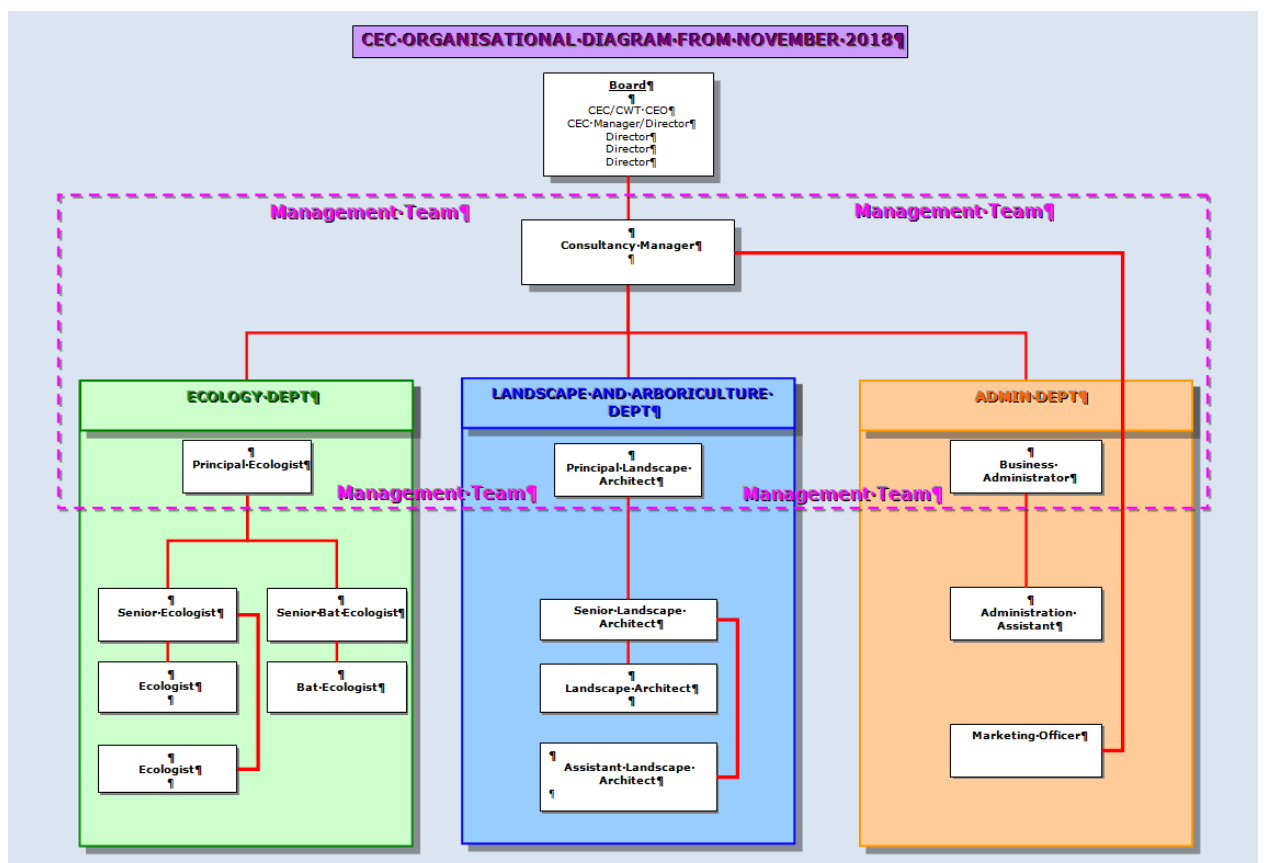 CEC·ORGANISATIONAL·DIAGRAM·FROM·NOVEMBER·2018¶
Board¶
¶
CEC/CWT·CEO¶
CEC·Manager/Director¶
Director¶
Director¶
Director¶
Management·Team¶
Management·Team¶
¶
Consultancy·Manager¶
¶
ECOLOGY·DEPT¶
¶
Principal·Ecologist¶
LANDSCAPE·AND·ARBORICULTURE·
DEPT¶
¶
Principal·Landscape·
Architect¶
ADMIN·DEPT¶
¶
Business·
Administrator¶
Management·Team¶
Management·Team¶
¶
Senior·Ecologist¶
¶
Senior·Bat·Ecologist¶
¶
Ecologist¶
¶
¶
Bat·Ecologist¶
¶
Ecologist¶
¶
Senior·Landscape·
Architect¶
¶
Landscape·Architect¶
¶
¶
Assistant·Landscape·
Architect¶
¶
¶
Administration·
Assistant¶
Marketing·Officer¶